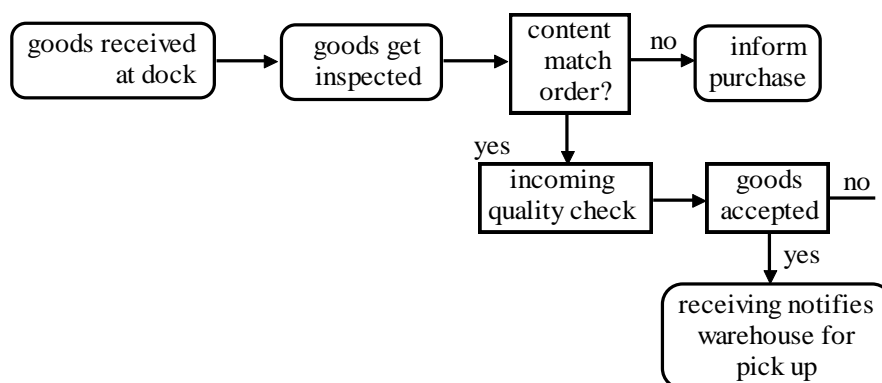 goods received
at dock
goods get
inspected
content
match
order?
no
inform
purchase
yes
incoming
quality check
goods
accepted
no
yes
receiving notifies
warehouse for
pick up